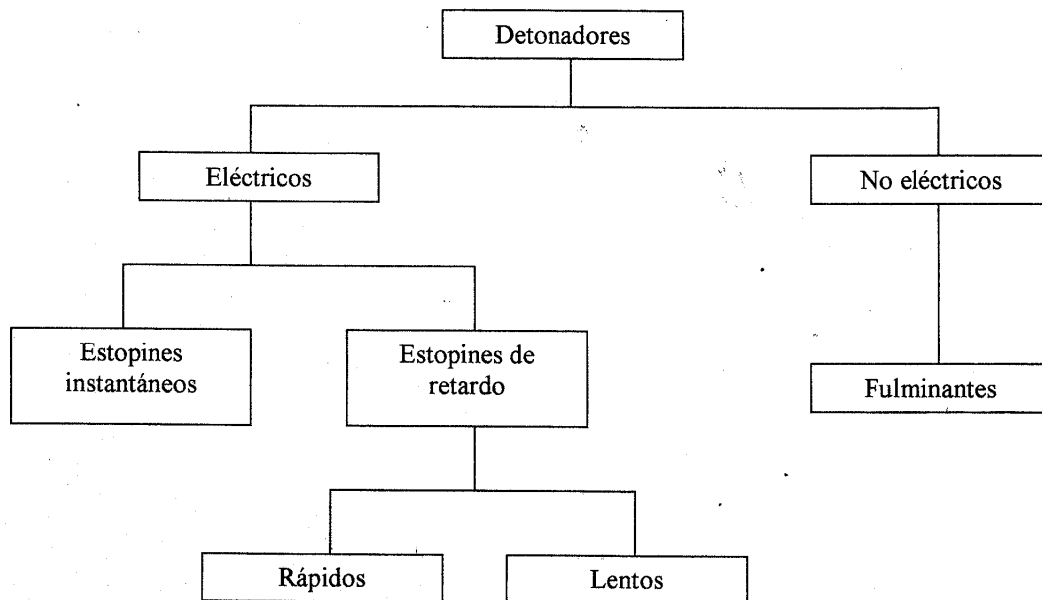 Detonadores
Eléctricos
No eléctricos
Estopines
instantáneos
Estopines de
retardo
Fulminantes
Rápidos
Lentos